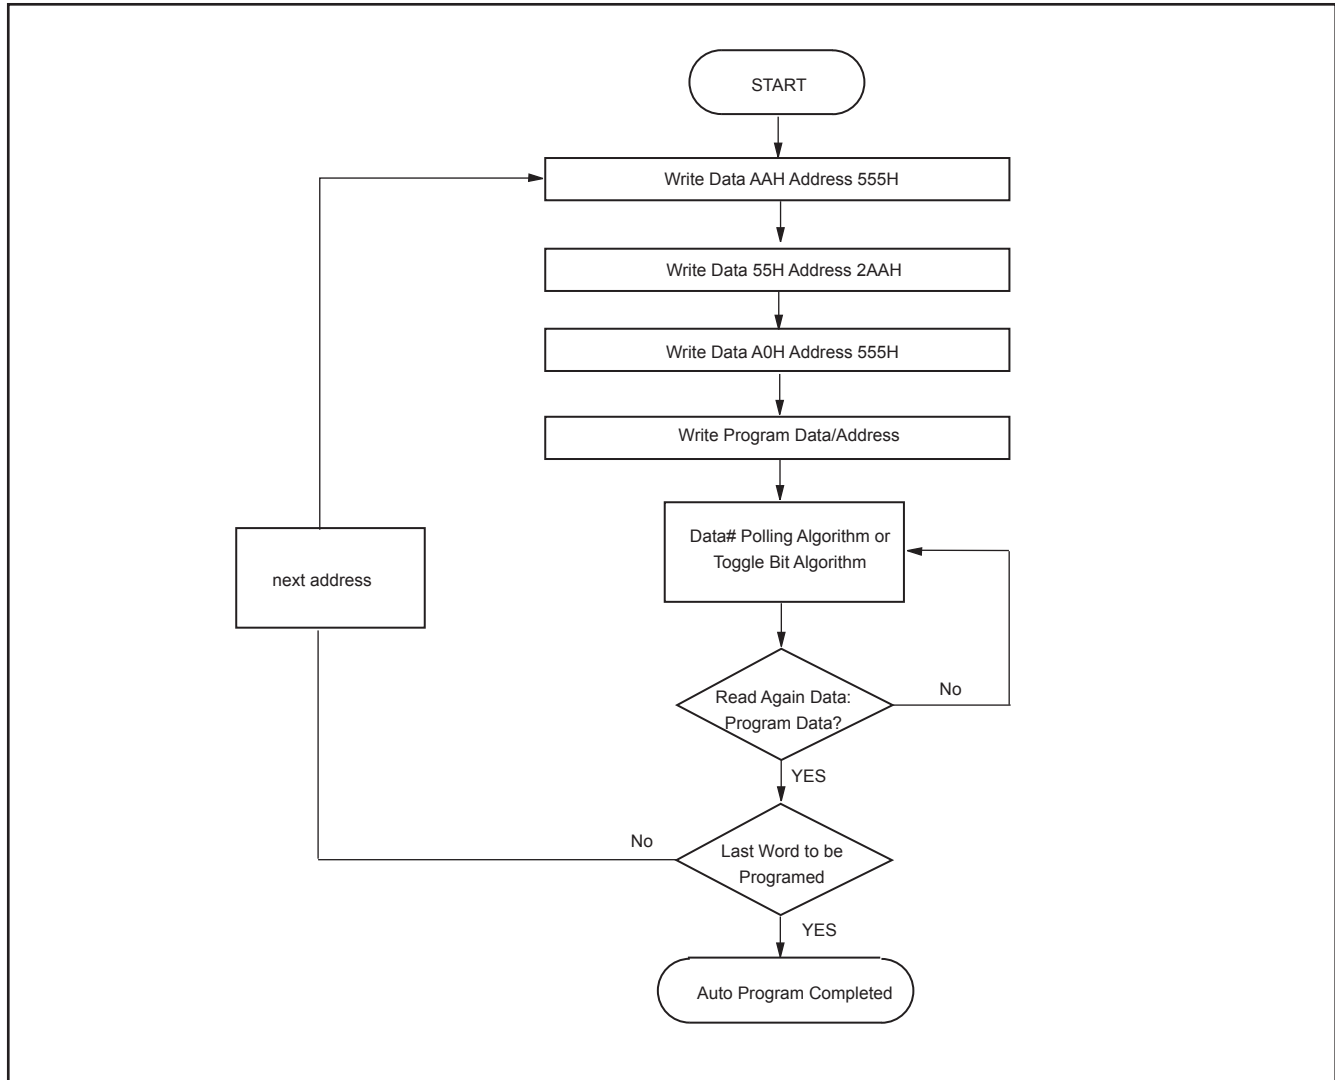 START
Write Data AAH Address 555H
Write Data 55H Address 2AAH
Write Data A0H Address 555H
Write Program Data/Address
Data# Polling Algorithm or
Toggle Bit Algorithm
next address
Read Again Data:
Program Data?
No
YES
No
Last Word to be
Programed
YES
Auto Program Completed